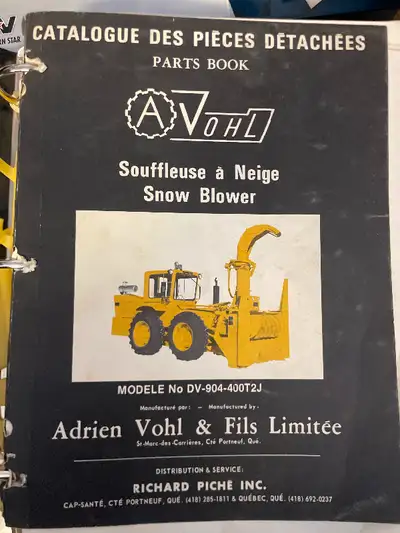 RN STAR
CATALOGUE DES PIÈCES DÉTACHÉES
PARTS BOOK
A VOHL
Souffleuse à Neige
Snow Blower
MODELE No DV-904-400T2J
Manufacturé par: — Manufactured by.
Adrien Vohl & Fils Limitée
St-Marc-des-Carrières, Cté Portneuf, Qué.
DISTRIBUTION & SERVICE:
RICHARD PICHÉ INC.
CAP-SANTÉ, CTÉ PORTNEUF, QUÉ. (418) 285-1811 & QUÉBEC, QUÉ. (418) 692-0237